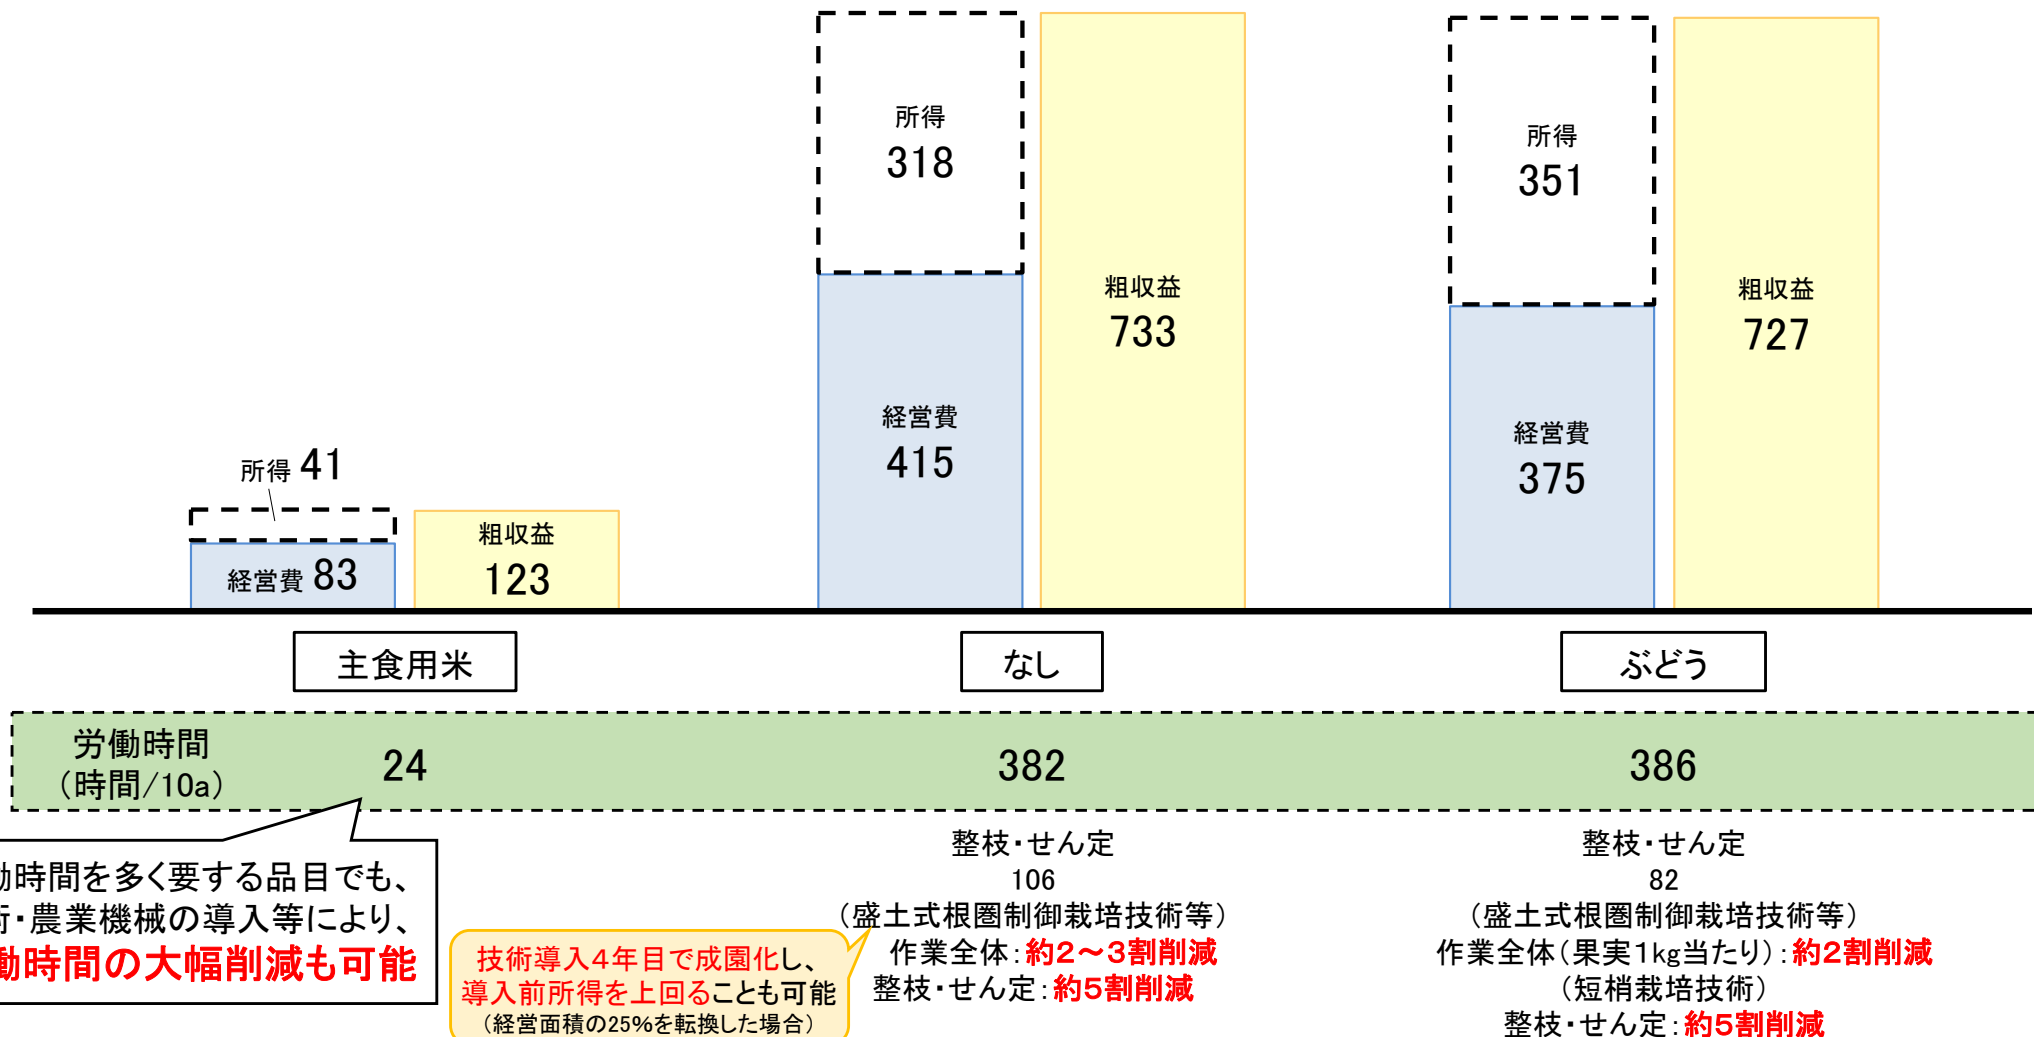 所得 41
経営費 83
粗収益
123
所得
318
経営費
415
粗収益
733
所得
351
経営費
375
粗収益
727
主食用米
なし
ぶどう
労働時間
（時間/10a）
24
382
386
働時間を多く要する品目でも、
術・農業機械の導入等により、
働時間の大幅削減も可能
技術導入４年目で成園化し、
導入前所得を上回ることも可能
（経営面積の25%を転換した場合）
整枝・せん定
106
（盛土式根圏制御栽培技術等）
作業全体：約２～３割削減
整枝・せん定：約５割削減
整枝・せん定
82
（盛土式根圏制御栽培技術等）
作業全体（果実１kg当たり）：約２割削減
（短梢栽培技術）
整枝・せん定：約５割削減